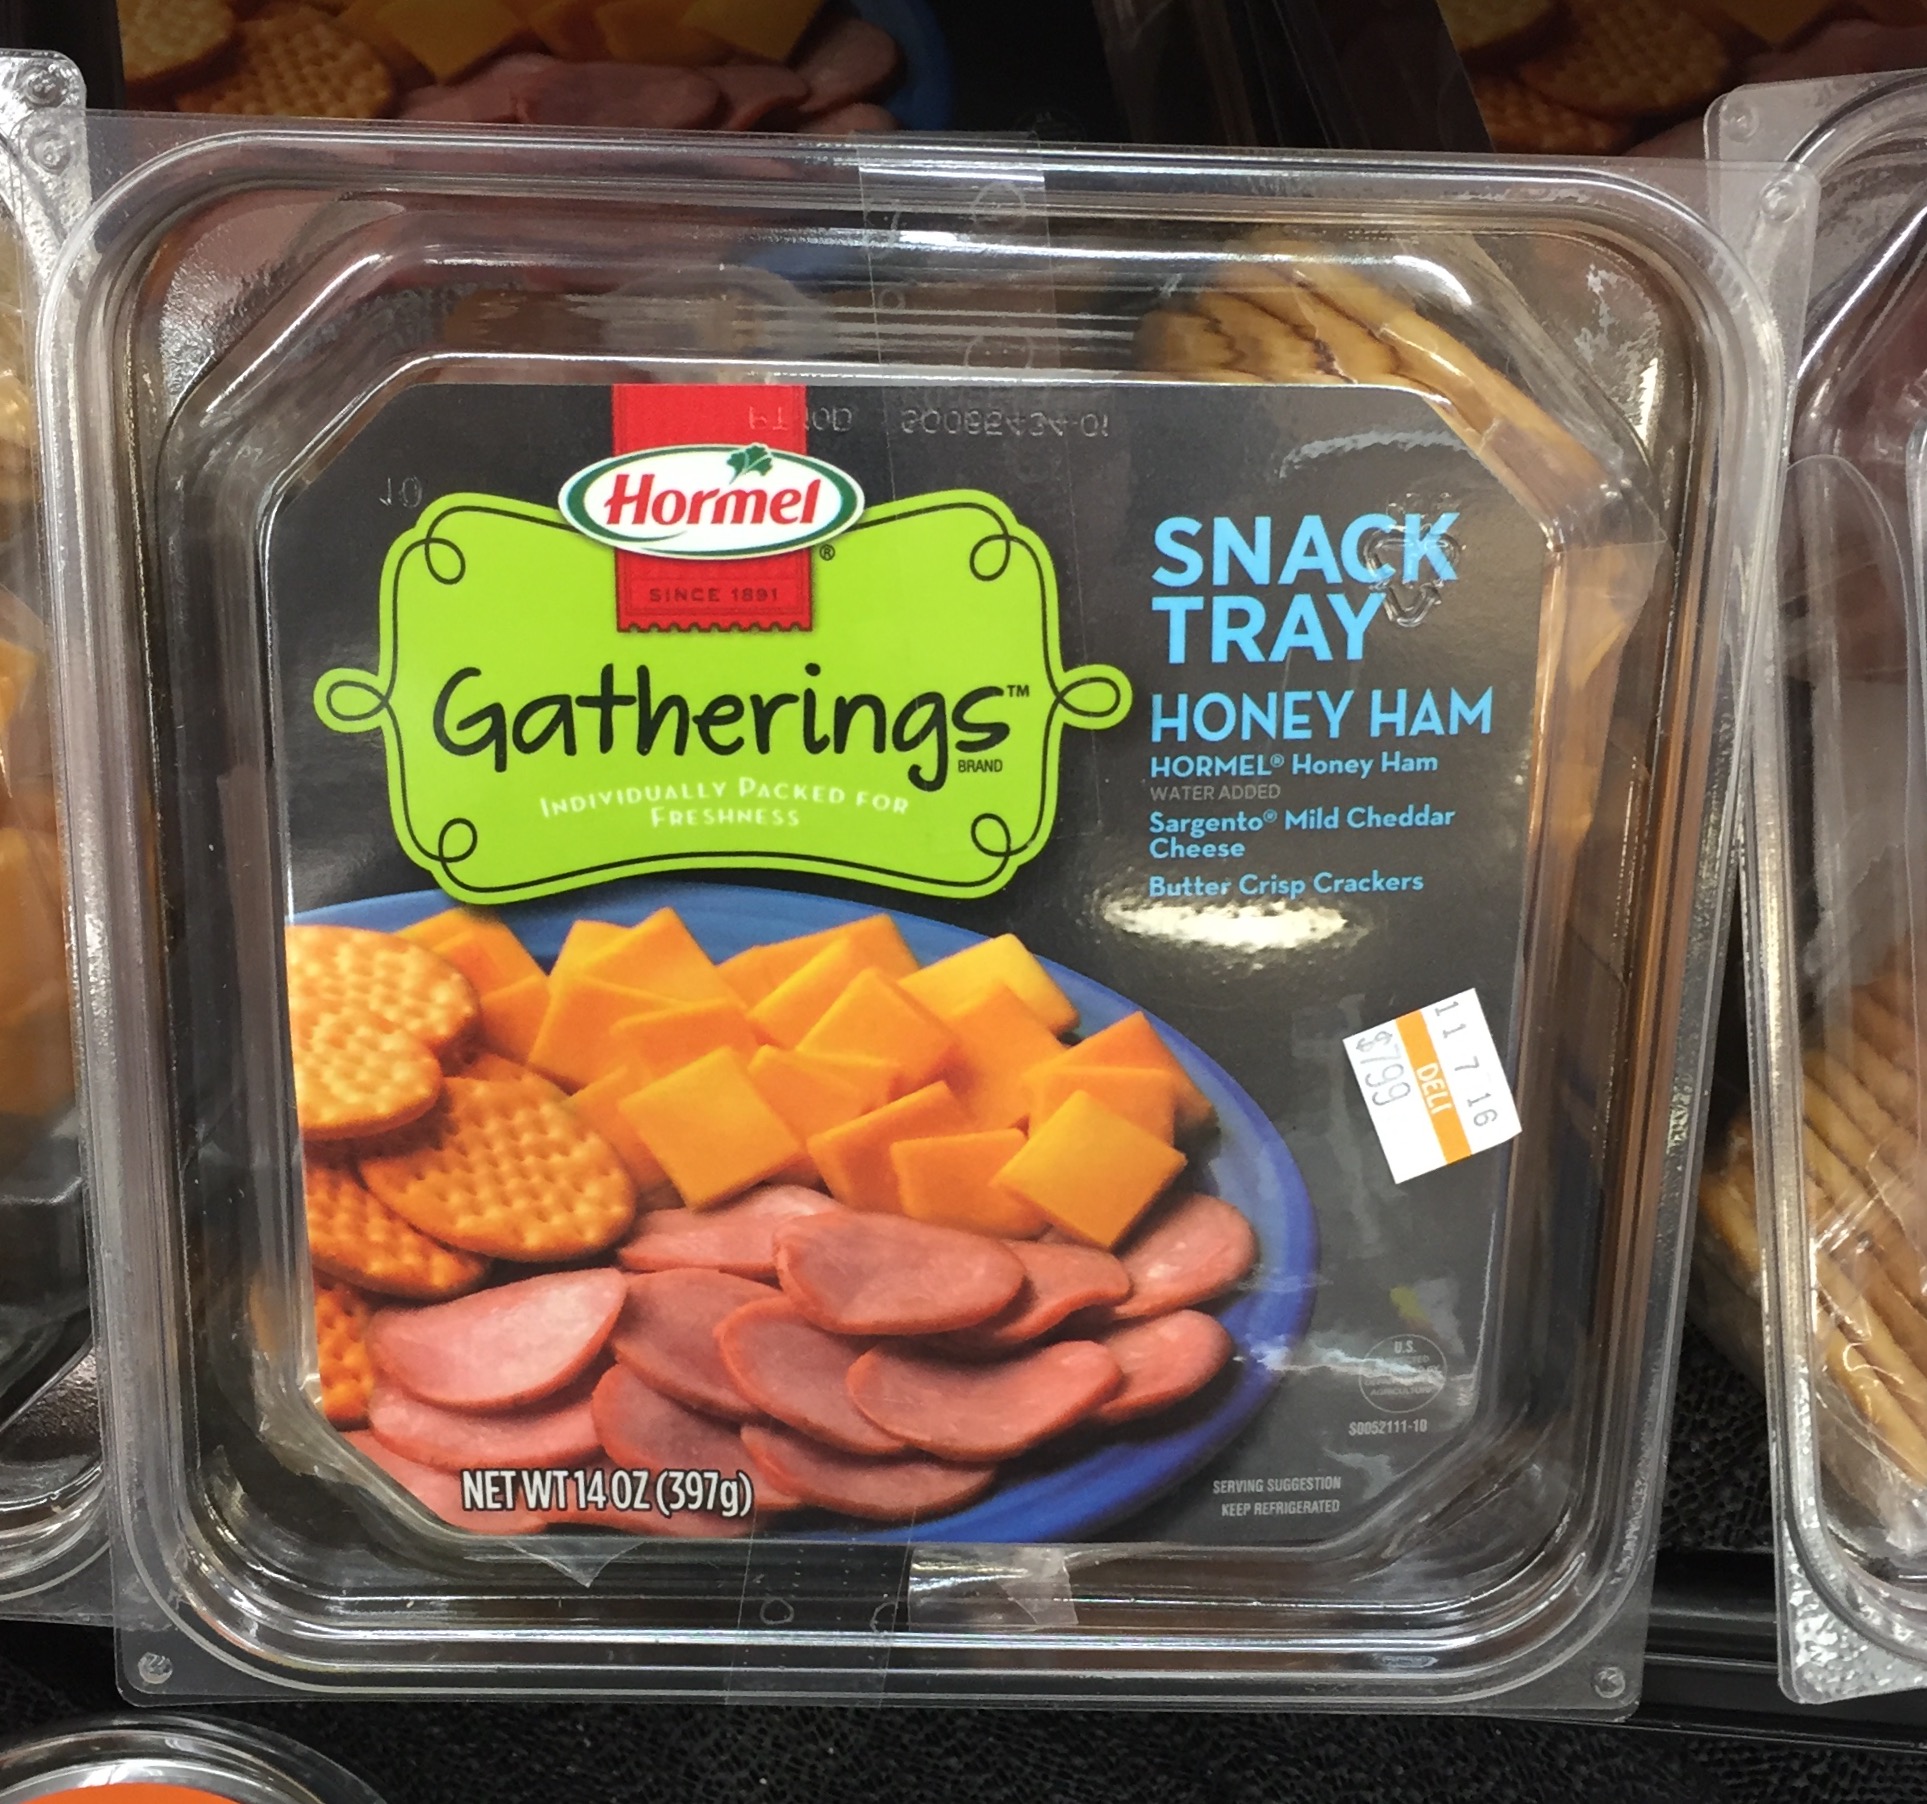 Hormel
®
SINCE 1891
Gatherings™
BRAND
INDIVIDUALLY PACKED FOR
FRESHNESS
SNACK
TRAY
HONEY HAM
HORMEL® Honey Ham
WATER ADDED
Sargento® Mild Cheddar
Cheese
Butter Crisp Crackers
11 7 16
DELI
$7.99
U.S.
AGRICULTURE
S0052111-10
NET WT 14 OZ (397g)
SERVING SUGGESTION
KEEP REFRIGERATED